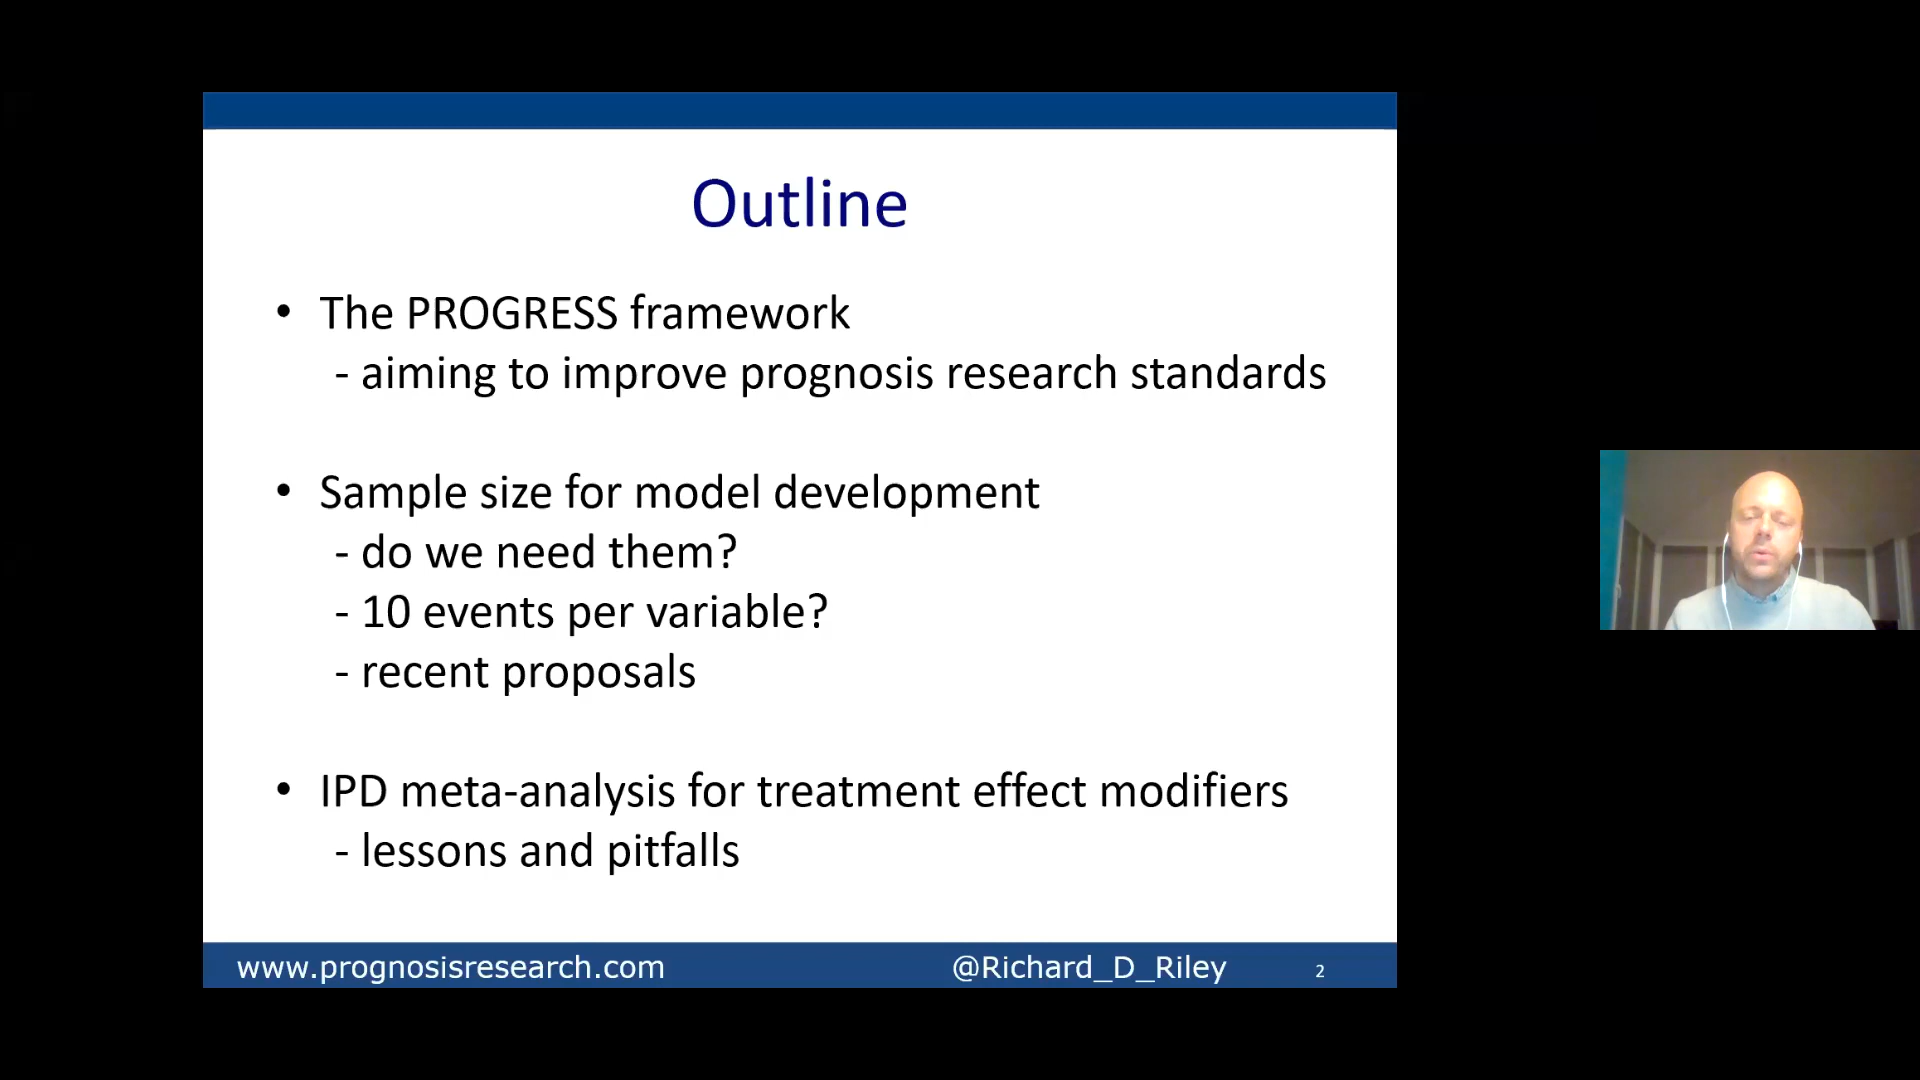 Outline
• The PROGRESS framework
- aiming to improve prognosis research standards
• Sample size for model development
- do we need them?
- 10 events per variable?
- recent proposals
• IPD meta-analysis for treatment effect modifiers
- lessons and pitfalls
www.prognosisresearch.com @Richard_D_Riley 2